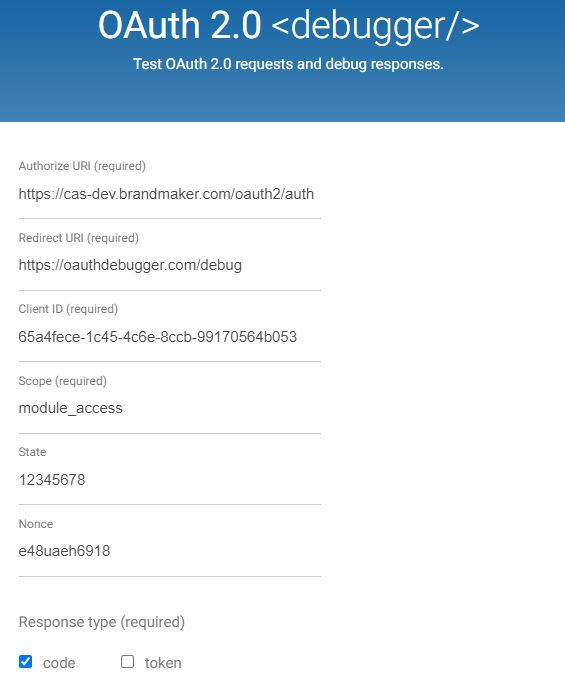 OAuth 2.0 <debugger/>
Test OAuth 2.0 requests and debug responses.
Authorize URI (required)
https://cas-dev.brandmaker.com/oauth2/auth
Redirect URI (required)
https://oauthdebugger.com/debug
Client ID (required)
65a4fece-1c45-4c6e-8ccb-99170564b053
Scope (required)
module_access
State
12345678
Nonce
e48uaeh6918
Response type (required)
code token